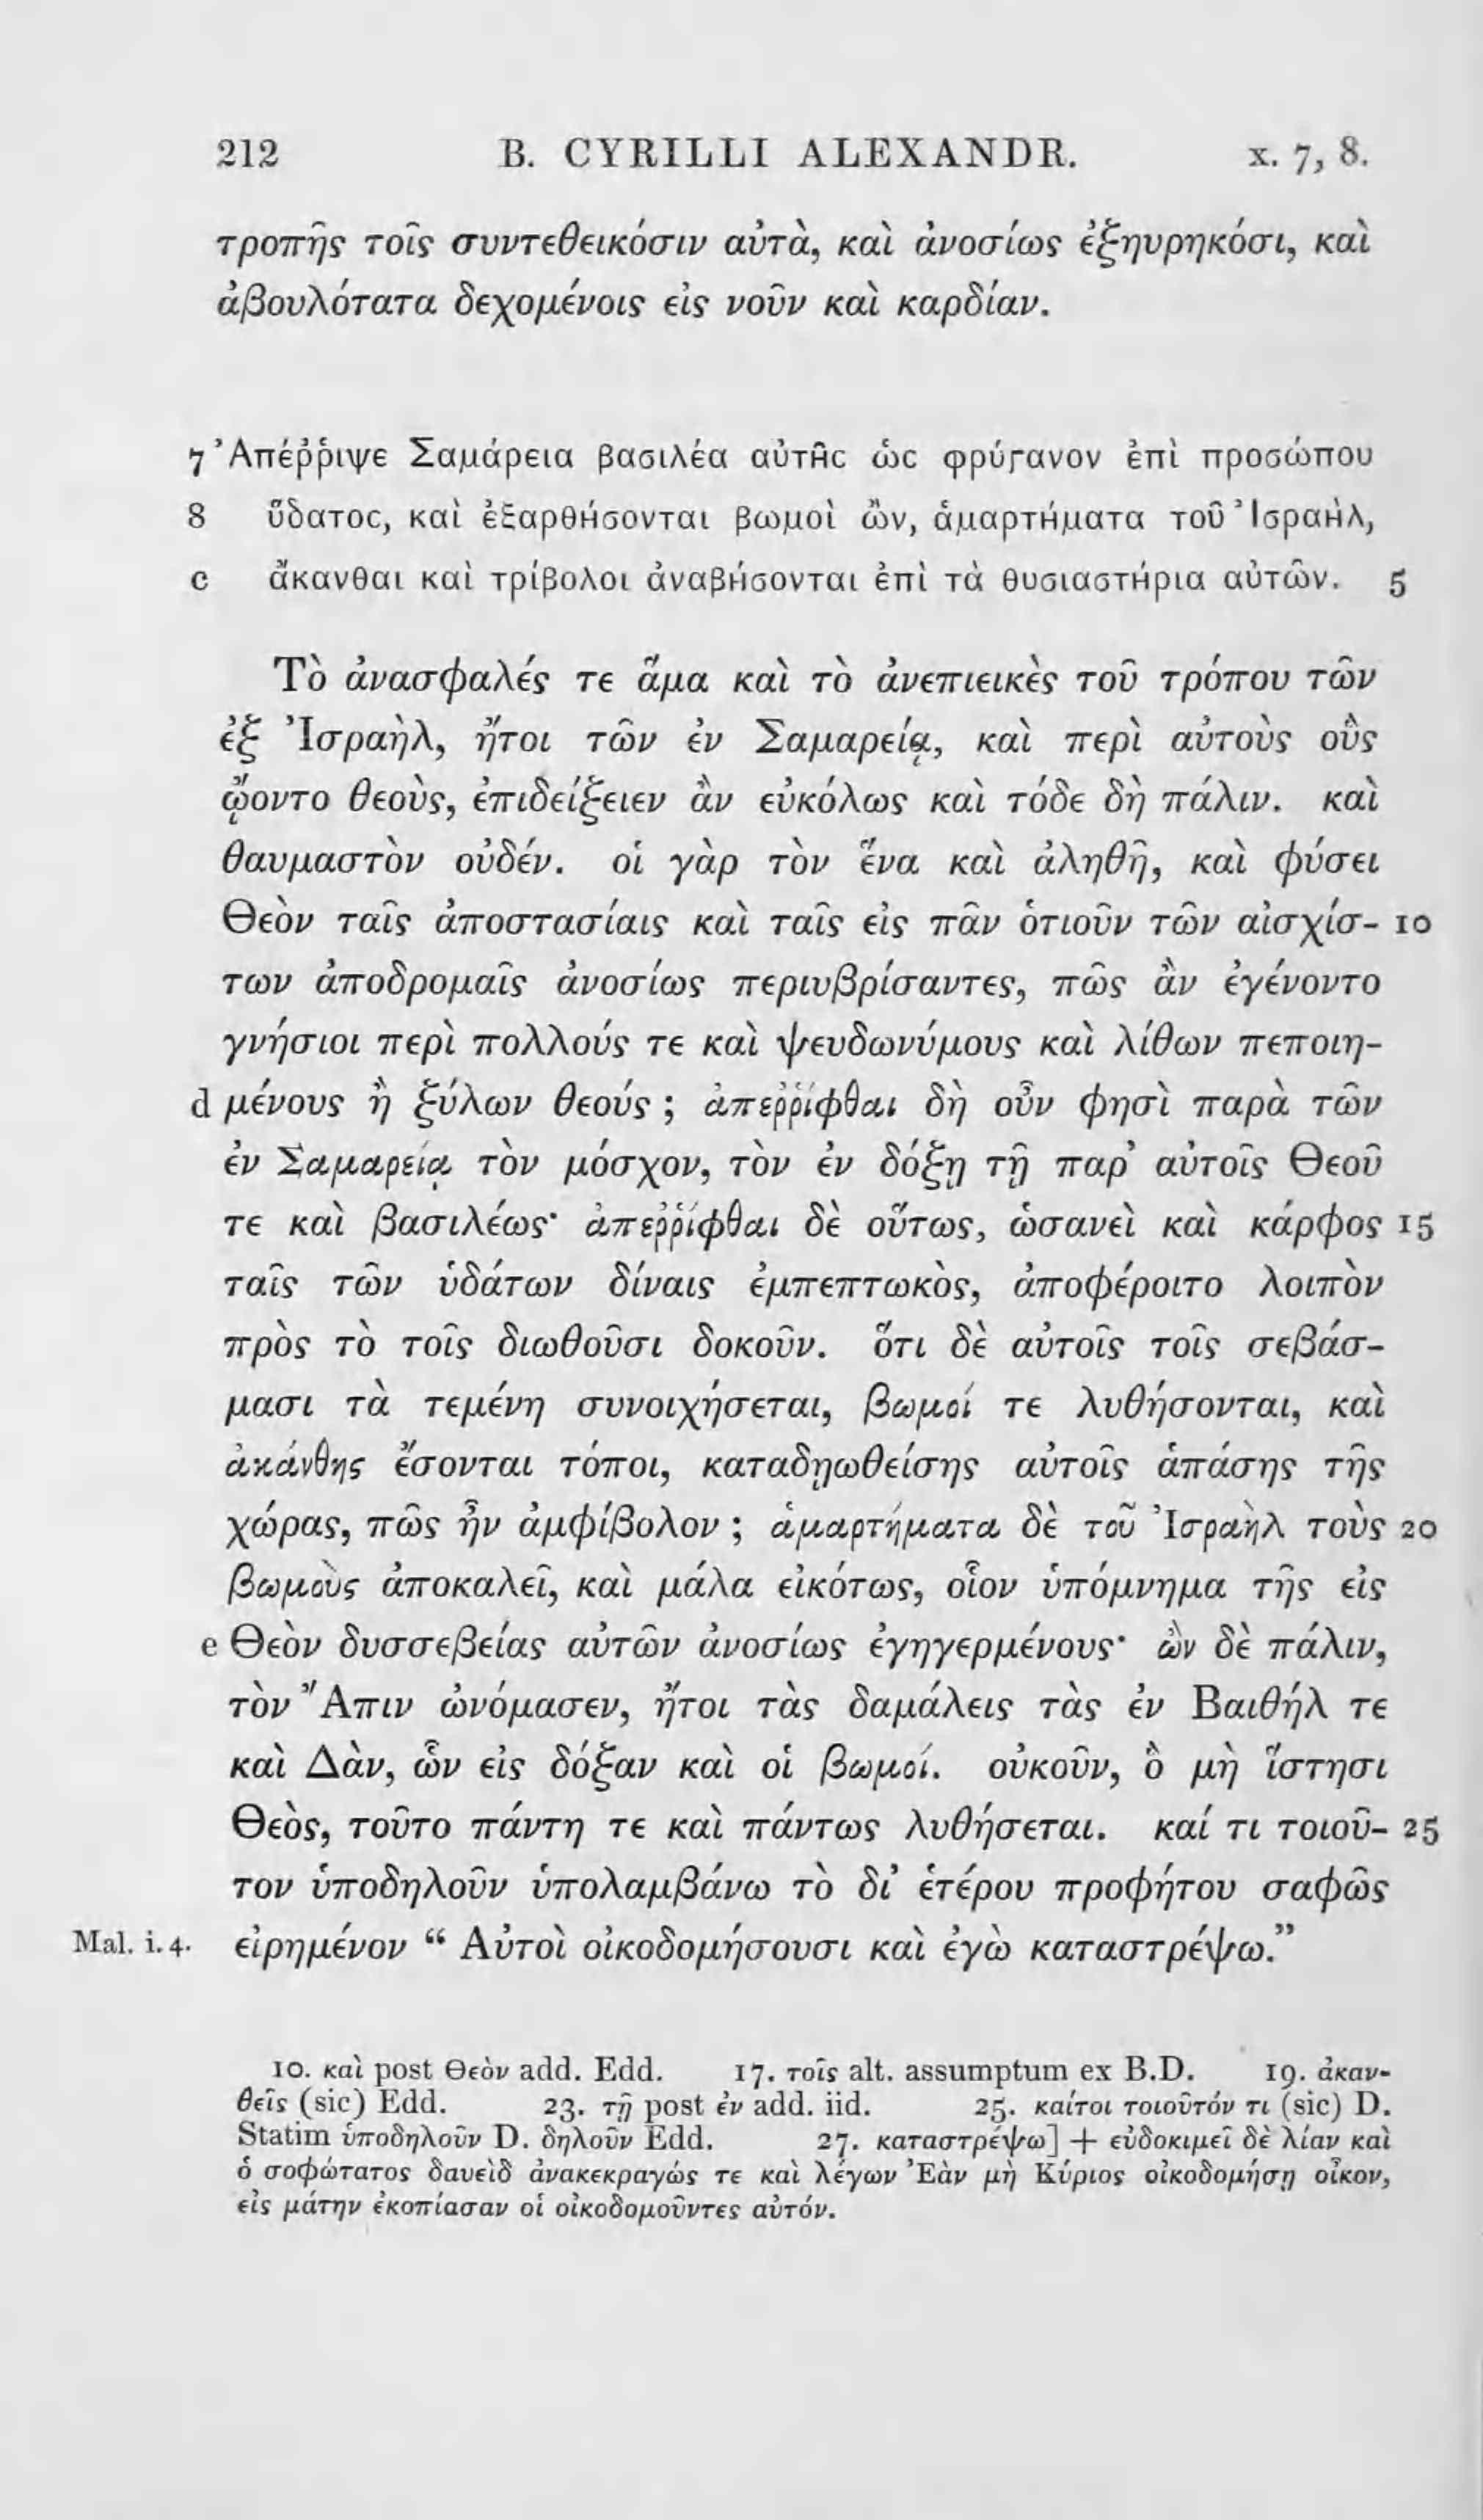 212 B. CYRILLI ALEXANDR. x. 7, 8.
τροπῆς τοῖς συντεθεικόσιν αὐτὰ, καὶ ἀνοσίως ἐξηυρηκόσι, καὶ
ἀβουλότατα δεχομένοις εἰς νοῦν καὶ καρδίαν.
7 Ἀπέῤῥιψε Σαμάρεια βασιλέα αὐτῆς ὡς φρύγανον ἐπὶ προσώπου
8 ὕδατος, καὶ ἐξαρθήσονται βωμοὶ ὢν, ἁμαρτήματα τοῦ Ἰσραὴλ,
c ἄκανθαι καὶ τρίβολοι ἀναβήσονται ἐπὶ τὰ θυσιαστήρια αὐτῶν. 5
Τὸ ἀνασφαλές τε ἅμα καὶ τὸ ἀνεπιεικὲς τοῦ τρόπου τῶν
ἐξ Ἰσραὴλ, ἤτοι τῶν ἐν Σαμαρείᾳ, καὶ περὶ αὐτοὺς οὓς
ᾤοντο θεοὺς, ἐπιδείξειεν ἂν εὐκόλως καὶ τόδε δὴ πάλιν. καὶ
θαυμαστὸν οὐδέν. οἱ γὰρ τὸν ἕνα καὶ ἀληθῆ, καὶ φύσει
Θεὸν ταῖς ἀποστασίαις καὶ ταῖς εἰς πᾶν ὁτιοῦν τῶν αἰσχίσ- 10
των ἀποδρομαῖς ἀνοσίως περιυβρίσαντες, πῶς ἂν ἐγένοντο
γνήσιοι περὶ πολλούς τε καὶ ψευδωνύμους καὶ λίθων πεποιη-
d μένους ἢ ξύλων θεούς ; ἀπεῤῥίφθαι δὴ οὖν φησὶ παρὰ τῶν
ἐν Σαμαρείᾳ τὸν μόσχον, τὸν ἐν δόξῃ τῇ παρ’ αὐτοῖς Θεοῦ
τε καὶ βασιλέως· ἀπεῤῥίφθαι δὲ οὕτως, ὡσανεὶ καὶ κάρφος 15
ταῖς τῶν ὑδάτων δίναις ἐμπεπτωκὸς, ἀποφέροιτο λοιπὸν
πρὸς τὸ τοῖς διωθοῦσι δοκοῦν. ὅτι δὲ αὐτοῖς τοῖς σεβάσ-
μασι τὰ τεμένη συνοιχήσεται, βωμοί τε λυθήσονται, καὶ
ἀκάνθης ἔσονται τόποι, καταδῃωθείσης αὐτοῖς ἁπάσης τῆς
χώρας, πῶς ἦν ἀμφίβολον ; ἁμαρτήματα δὲ τοῦ Ἰσραὴλ τοὺς 20
βωμοὺς ἀποκαλεῖ, καὶ μάλα εἰκότως, οἷον ὑπόμνημα τῆς εἰς
e Θεὸν δυσσεβείας αὐτῶν ἀνοσίως ἐγηγερμένους· ὢν δὲ πάλιν,
τὸν Ἄπιν ὠνόμασεν, ἤτοι τὰς δαμάλεις τὰς ἐν Βαιθήλ τε
καὶ Δὰν, ὧν εἰς δόξαν καὶ οἱ βωμοί. οὐκοῦν, ὃ μὴ ἵστησι
Θεὸς, τοῦτο πάντη τε καὶ πάντως λυθήσεται. καί τι τοιοῦ- 25
τον ὑποδηλοῦν ὑπολαμβάνω τὸ δι’ ἑτέρου προφήτου σαφῶς
Mal. i. 4. εἰρημένον “ Αὐτοὶ οἰκοδομήσουσι καὶ ἐγὼ καταστρέψω.”
10. καὶ post Θεὸν add. Edd. 17. τοῖς alt. assumptum ex B.D. 19. ἀκαν-
θεῖς (sic) Edd. 23. τῇ post ἐν add. iid. 25. καίτοι τοιοῦτόν τι (sic) D.
Statim ὑποδηλοῦν D. δηλοῦν Edd. 27. καταστρέψω] + εὐδοκιμεῖ δὲ λίαν καὶ
ὁ σοφώτατος δαυεὶδ ἀνακεκραγώς τε καὶ λέγων Ἐὰν μὴ Κύριος οἰκοδομήσῃ οἶκον,
εἰς μάτην ἐκοπίασαν οἱ οἰκοδομοῦντες αὐτόν.